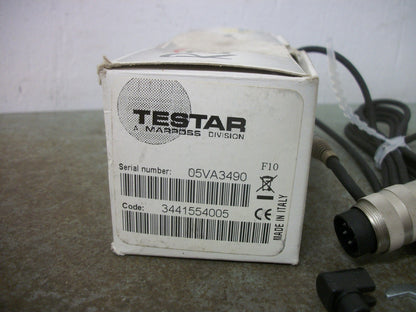 TESTAR
A MARPOSS DIVISION
Serial number: 05VA3490
F10
Code: 3441554005
CE
MADE IN ITALY